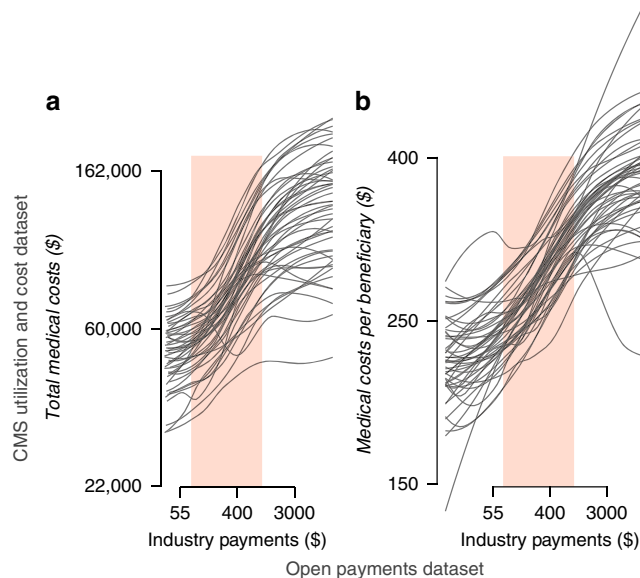 a
b
CMS utilization and cost dataset
Total medical costs ($)
162,000
60,000
22,000
55 400 3000
Industry payments ($)
Medical costs per beneficiary ($)
400
250
150
55 400 3000
Industry payments ($)
Open payments dataset